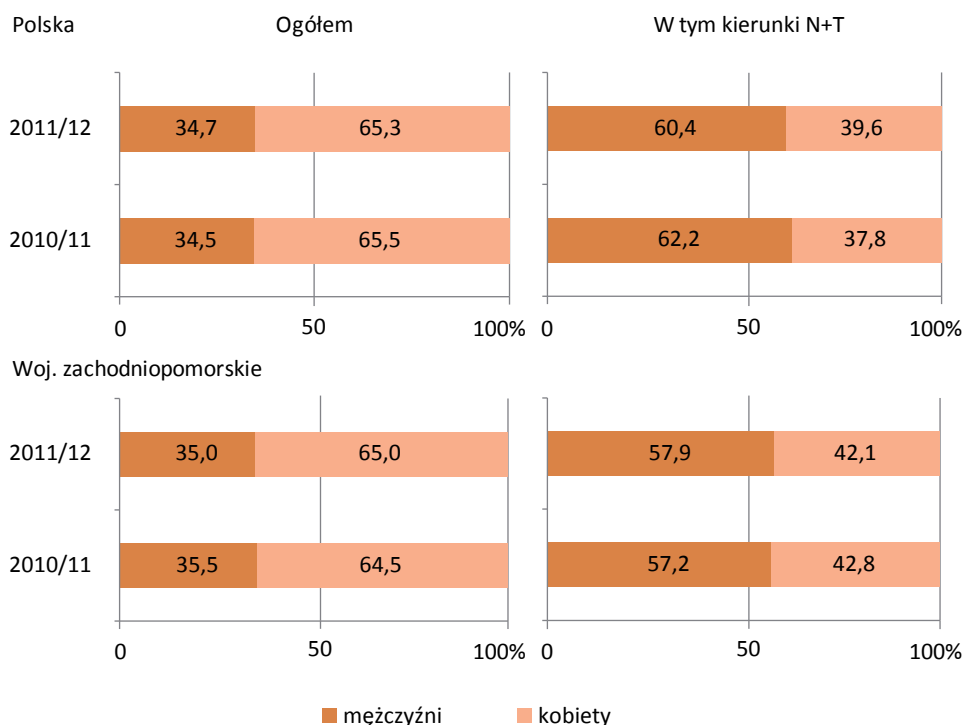 Polska Ogółem W tym kierunki N+T
2011/12 34,7 65,3 60,4 39,6
2010/11 34,5 65,5 62,2 37,8
0 50 100% 0 50 100%
Woj. zachodniopomorskie
2011/12 35,0 65,0 57,9 42,1
2010/11 35,5 64,5 57,2 42,8
0 50 100% 0 50 100%
mężczyźni kobiety